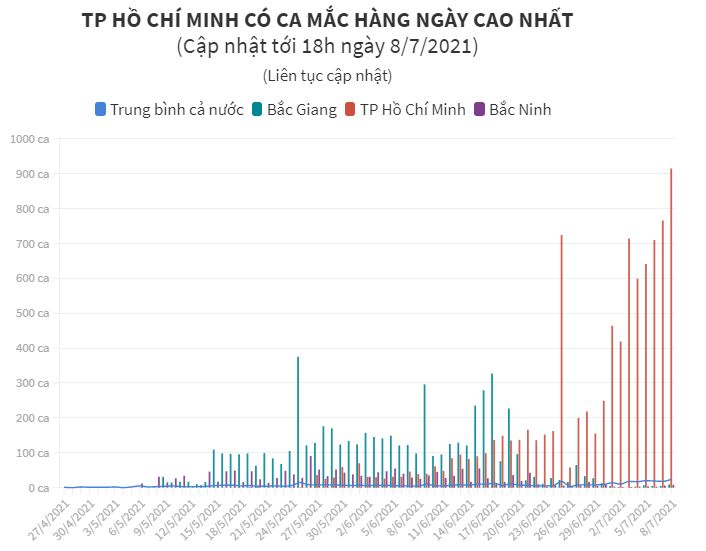 TP HỒ CHÍ MINH CÓ CA MẮC HÀNG NGÀY CAO NHẤT
(Cập nhật tới 18h ngày 8/7/2021)
(Liên tục cập nhật)
Trung bình cả nước Bắc Giang TP Hồ Chí Minh Bắc Ninh
1000 ca
900 ca
800 ca
700 ca
600 ca
500 ca
400 ca
300 ca
200 ca
100 ca
0 ca
27/4/2021
30/4/2021
3/5/2021
6/5/2021
9/5/2021
12/5/2021
15/5/2021
18/5/2021
21/5/2021
24/5/2021
27/5/2021
30/5/2021
2/6/2021
5/6/2021
8/6/2021
11/6/2021
14/6/2021
17/6/2021
20/6/2021
23/6/2021
26/6/2021
29/6/2021
2/7/2021
5/7/2021
8/7/2021